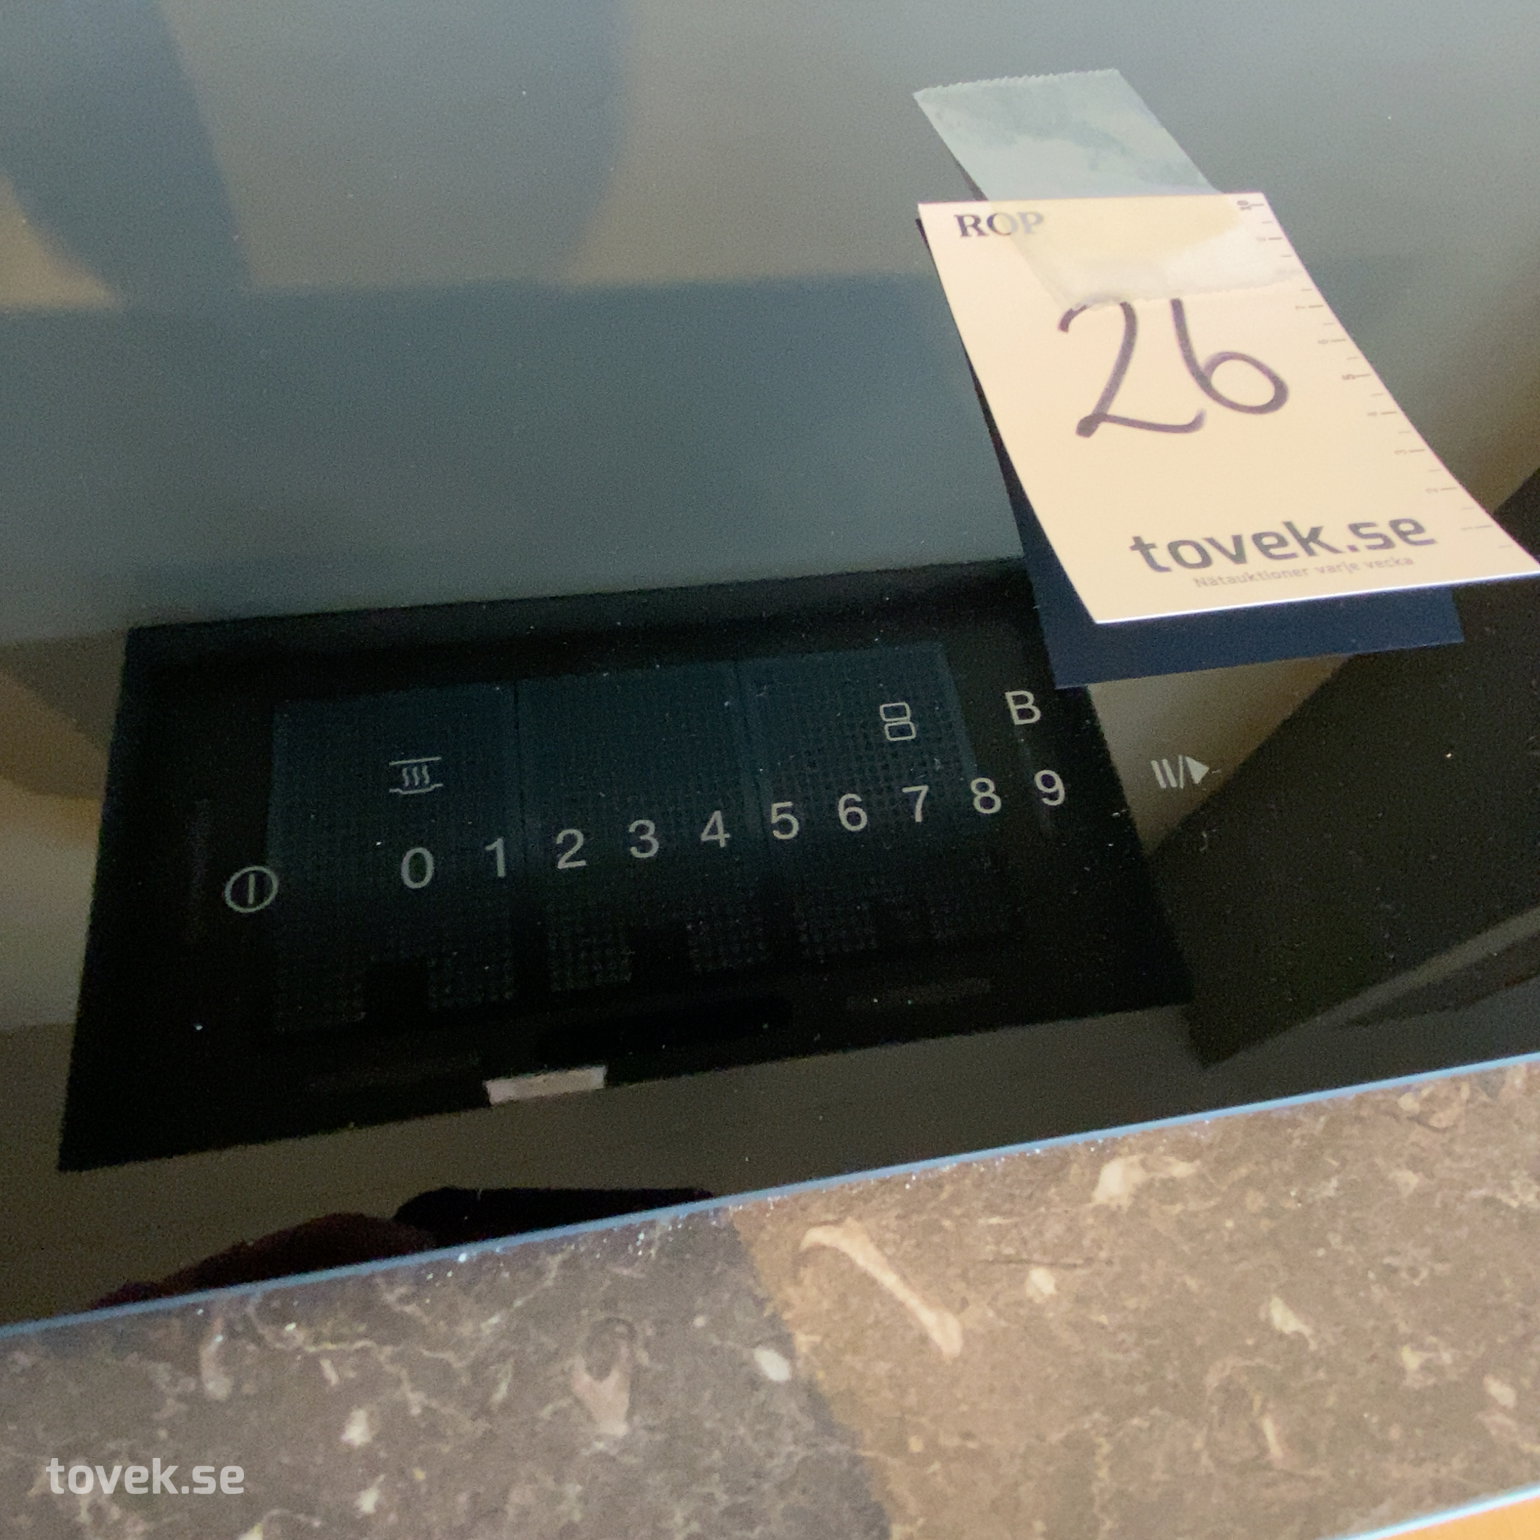 ROP
26
tovek.se
Nätauktioner varje vecka
B
0 1 2 3 4 5 6 7 8 9
tovek.se